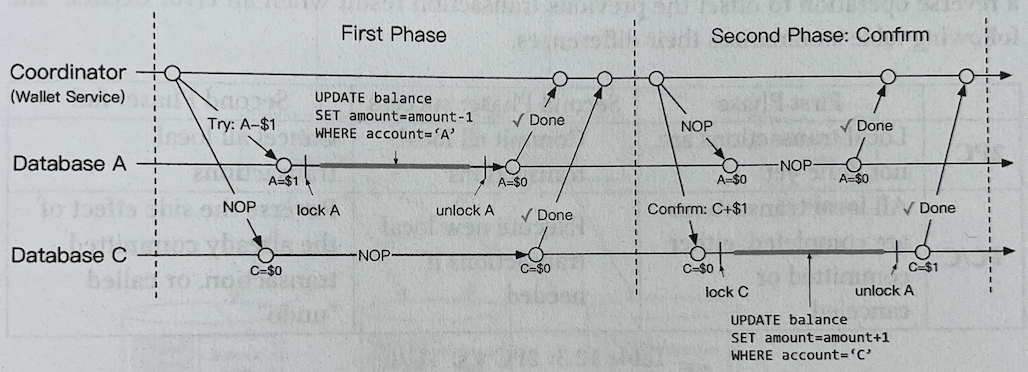 First Phase
Second Phase: Confirm
Coordinator
(Wallet Service)
UPDATE balance
SET amount=amount-1
WHERE account='A'
Try: A-$1
✓ Done
NOP
✓ Done
Database A
A=$1
lock A
unlock A
A=$0
A=$0
NOP
A=$0
NOP
✓ Done
Confirm: C+$1
✓ Done
Database C
C=$0
NOP
C=$0
C=$0
lock C
unlock A
C=$1
UPDATE balance
SET amount=amount+1
WHERE account='C'